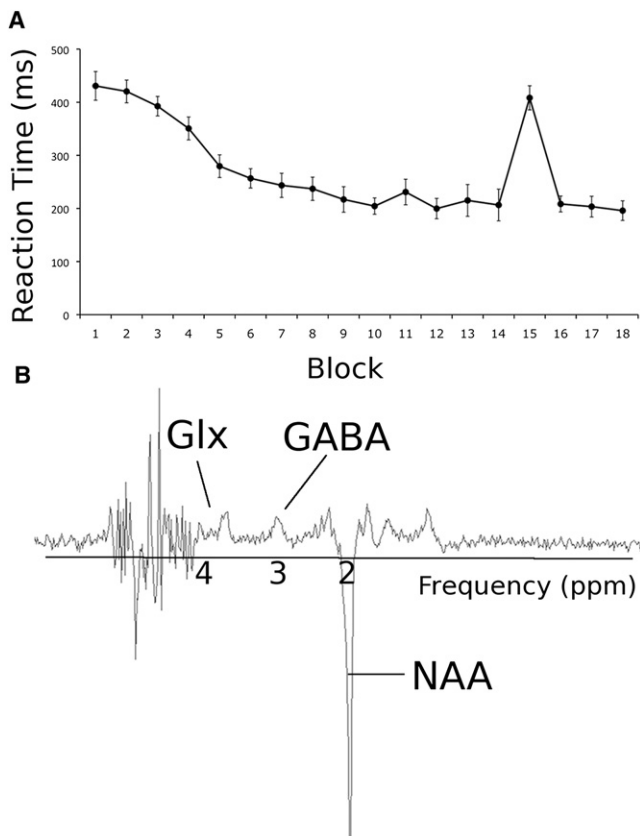 A
Reaction Time (ms)
500
400
300
200
100
0
1 2 3 4 5 6 7 8 9 10 11 12 13 14 15 16 17 18
Block
B
Glx GABA
4 3 2
Frequency (ppm)
NAA